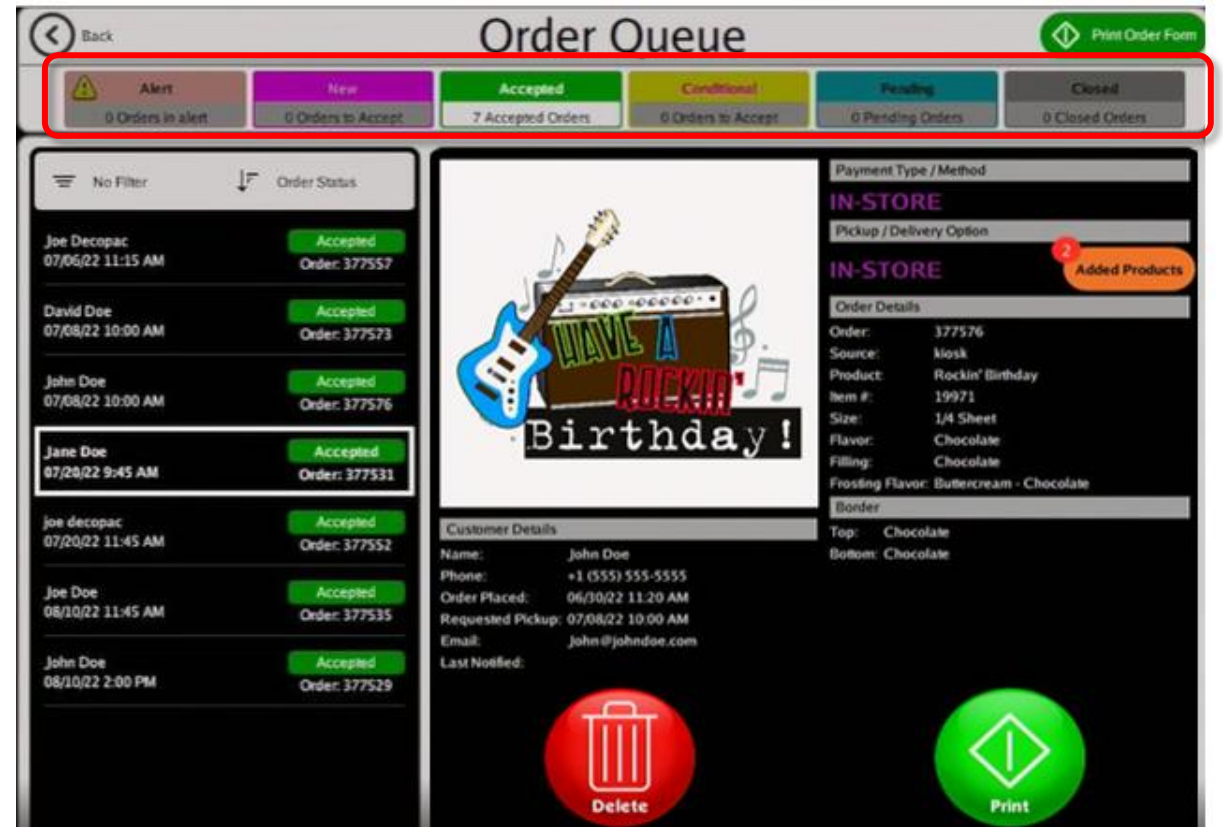 Back
Order Queue
Print Order Form
Alert
0 Orders in alert
New
0 Orders to Accept
Accepted
7 Accepted Orders
Conditional
0 Orders to Accept
Pending
0 Pending Orders
Closed
0 Closed Orders
No Filter
Order Status
Joe Decopac
Accepted
07/06/22 11:15 AM
Order: 377557
David Doe
Accepted
07/08/22 10:00 AM
Order: 377573
John Doe
Accepted
07/08/22 10:00 AM
Order: 377576
Jane Doe
Accepted
07/20/22 9:45 AM
Order: 377531
joe decopac
Accepted
07/20/22 11:45 AM
Order: 377552
Joe Doe
Accepted
08/10/22 11:45 AM
Order: 377535
John Doe
Accepted
08/10/22 2:00 PM
Order: 377529
HAVE A
ROCKIN'
Birthday!
Customer Details
Name: John Doe
Phone: +1 (555) 555-5555
Order Placed: 06/30/22 11:20 AM
Requested Pickup: 07/08/22 10:00 AM
Email: John@johndoe.com
Last Notified:
Delete
Payment Type / Method
IN-STORE
Pickup / Delivery Option
IN-STORE
2
Added Products
Order Details
Order: 377576
Source: kiosk
Product: Rockin' Birthday
Item #: 19971
Size: 1/4 Sheet
Flavor: Chocolate
Filling: Chocolate
Frosting Flavor: Buttercream - Chocolate
Border
Top: Chocolate
Bottom: Chocolate
Print